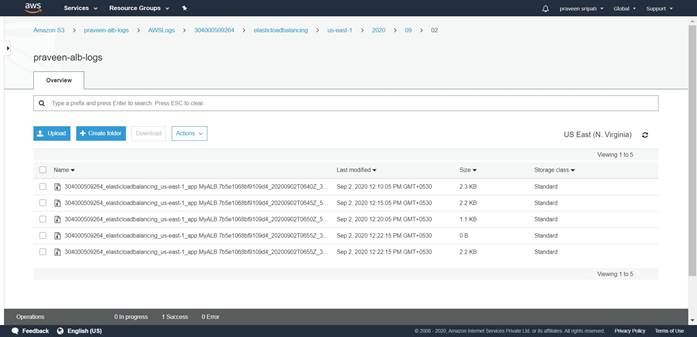 aws Services Resource Groups praveen sripati Global Support
Amazon S3 praveen-alb-logs AWSLogs 304000509264 elasticloadbalancing us-east-1 2020 09 02
praveen-alb-logs
Overview
Type a prefix and press Enter to search. Press ESC to clear.
Upload Create folder Download Actions US East (N. Virginia)
Viewing 1 to 5
Name Last modified Size Storage class
304000509264_elasticloadbalancing_us-east-1_app.MyALB.7b5e1068bf9109d4_20200902T0640Z_3... Sep 2, 2020 12:10:05 PM GMT+0530 2.3 KB Standard
304000509264_elasticloadbalancing_us-east-1_app.MyALB.7b5e1068bf9109d4_20200902T0645Z_5... Sep 2, 2020 12:15:05 PM GMT+0530 2.2 KB Standard
304000509264_elasticloadbalancing_us-east-1_app.MyALB.7b5e1068bf9109d4_20200902T0650Z_5... Sep 2, 2020 12:20:05 PM GMT+0530 1.1 KB Standard
304000509264_elasticloadbalancing_us-east-1_app.MyALB.7b5e1068bf9109d4_20200902T0655Z_3... Sep 2, 2020 12:22:15 PM GMT+0530 0 B Standard
304000509264_elasticloadbalancing_us-east-1_app.MyALB.7b5e1068bf9109d4_20200902T0655Z_5... Sep 2, 2020 12:22:15 PM GMT+0530 2.2 KB Standard
Viewing 1 to 5
Operations 0 In progress 1 Success 0 Error
Feedback English (US) © 2008 - 2020, Amazon Internet Services Private Ltd. or its affiliates. All rights reserved. Privacy Policy Terms of Use